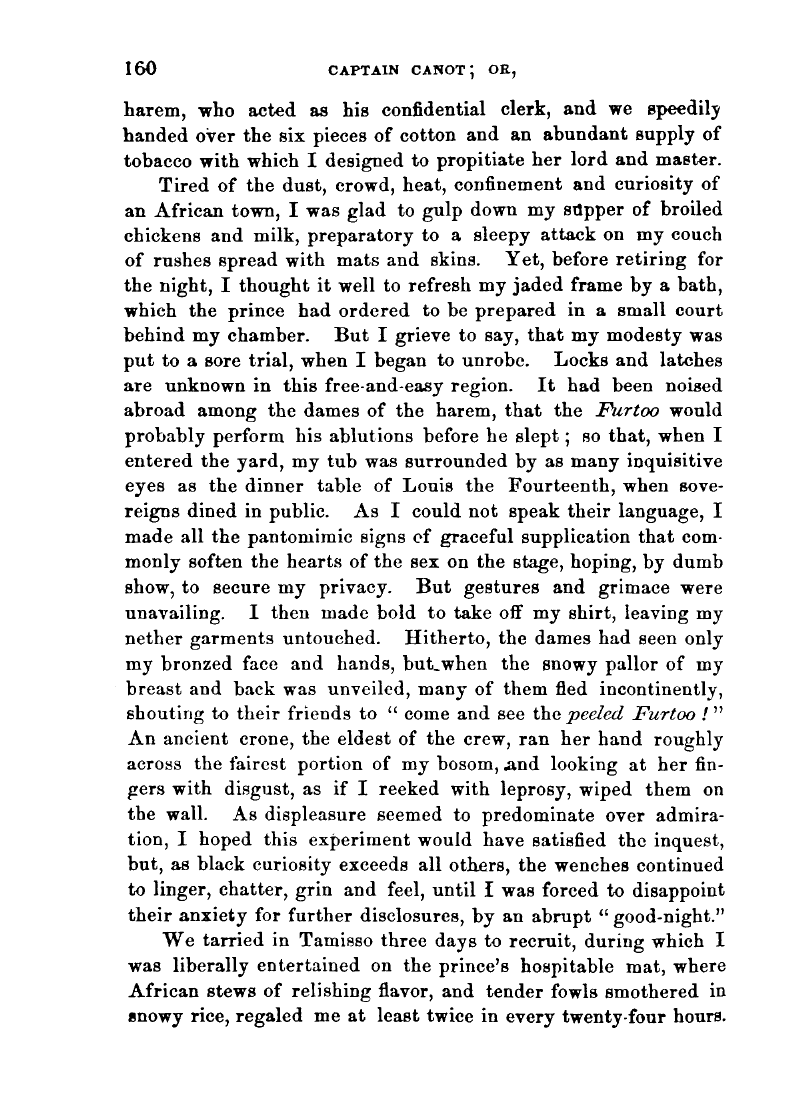 160 CAPTAIN CANOT; OR,
harem, who acted as his confidential clerk, and we speedily
handed over the six pieces of cotton and an abundant supply of
tobacco with which I designed to propitiate her lord and master.
Tired of the dust, crowd, heat, confinement and curiosity of
an African town, I was glad to gulp down my supper of broiled
chickens and milk, preparatory to a sleepy attack on my couch
of rushes spread with mats and skins. Yet, before retiring for
the night, I thought it well to refresh my jaded frame by a bath,
which the prince had ordered to be prepared in a small court
behind my chamber. But I grieve to say, that my modesty was
put to a sore trial, when I began to unrobe. Locks and latches
are unknown in this free-and-easy region. It had been noised
abroad among the dames of the harem, that the Furtoo would
probably perform his ablutions before he slept; so that, when I
entered the yard, my tub was surrounded by as many inquisitive
eyes as the dinner table of Louis the Fourteenth, when sove-
reigns dined in public. As I could not speak their language, I
made all the pantomimic signs of graceful supplication that com-
monly soften the hearts of the sex on the stage, hoping, by dumb
show, to secure my privacy. But gestures and grimace were
unavailing. I then made bold to take off my shirt, leaving my
nether garments untouched. Hitherto, the dames had seen only
my bronzed face and hands, but when the snowy pallor of my
breast and back was unveiled, many of them fled incontinently,
shouting to their friends to "come and see the peeled Furtoo!"
An ancient crone, the eldest of the crew, ran her hand roughly
across the fairest portion of my bosom, and looking at her fin-
gers with disgust, as if I reeked with leprosy, wiped them on
the wall. As displeasure seemed to predominate over admira-
tion, I hoped this experiment would have satisfied the inquest,
but, as black curiosity exceeds all others, the wenches continued
to linger, chatter, grin and feel, until I was forced to disappoint
their anxiety for further disclosures, by an abrupt "good-night."
We tarried in Tamisso three days to recruit, during which I
was liberally entertained on the prince's hospitable mat, where
African stews of relishing flavor, and tender fowls smothered in
snowy rice, regaled me at least twice in every twenty-four hours.